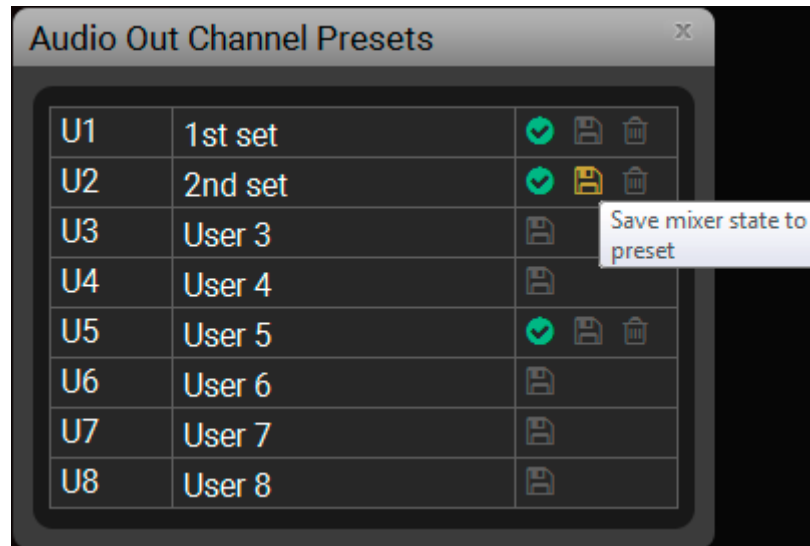 Audio Out Channel Presets x
U1 1st set
U2 2nd set
U3 User 3
U4 User 4
U5 User 5
U6 User 6
U7 User 7
U8 User 8
Save mixer state to
preset